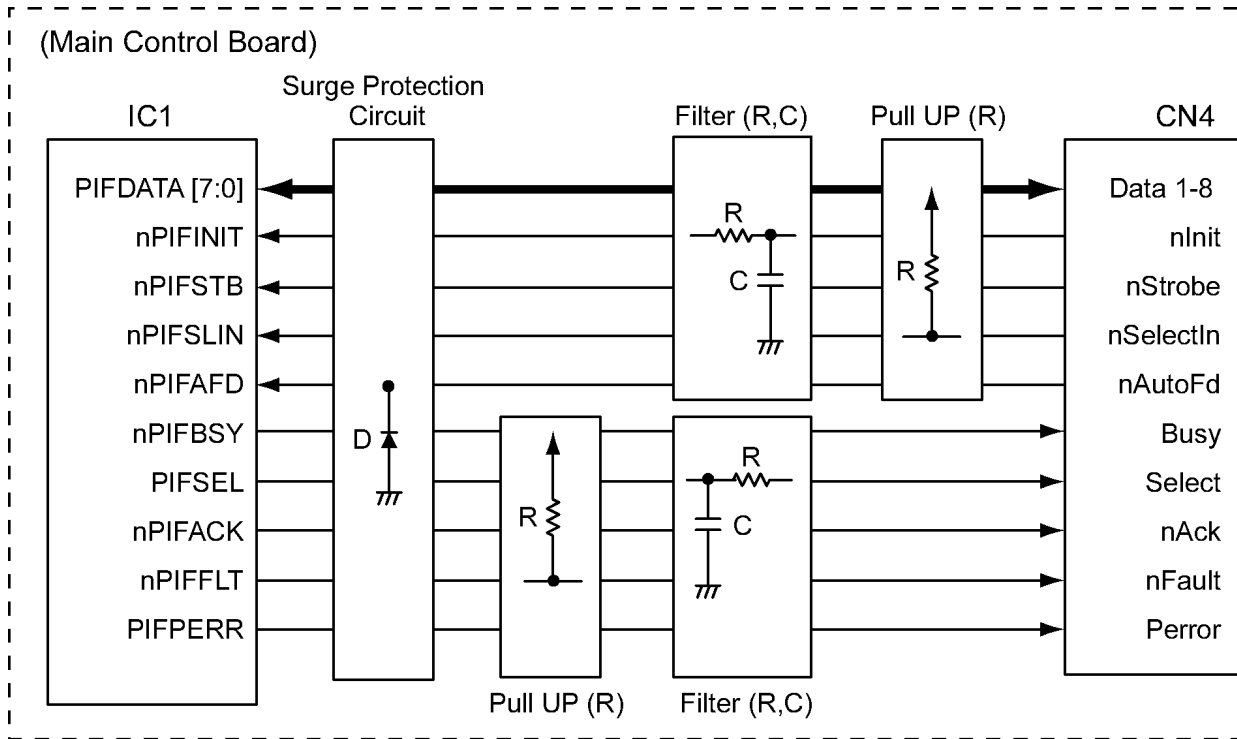 (Main Control Board)
Surge Protection
Circuit
IC1
Filter (R,C)
Pull UP (R)
CN4
PIFDATA [7:0]
Data 1-8
nPIFINIT
R
nInit
nPIFSTB
C
R
nStrobe
nPIFSLIN
nSelectIn
nPIFAFD
nAutoFd
nPIFBSY
D
Busy
PIFSEL
R
Select
nPIFACK
R
C
nAck
nPIFFLT
nFault
PIFPERR
Perror
Pull UP (R)
Filter (R,C)